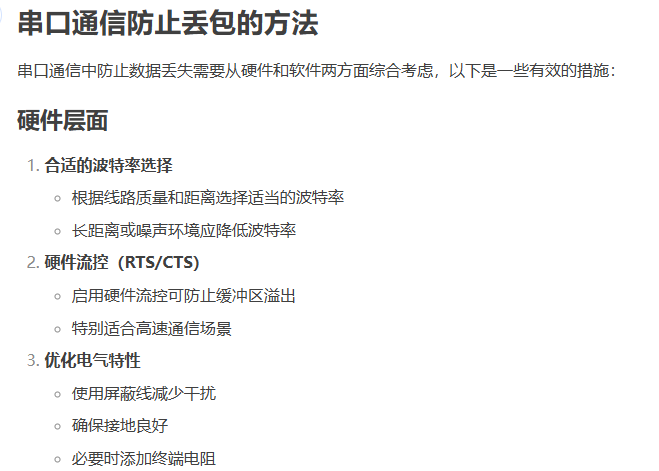 串口通信防止丢包的方法
串口通信中防止数据丢失需要从硬件和软件两方面综合考虑，以下是一些有效的措施：
硬件层面
1. 合适的波特率选择
根据线路质量和距离选择适当的波特率
长距离或噪声环境应降低波特率
2. 硬件流控（RTS/CTS）
启用硬件流控可防止缓冲区溢出
特别适合高速通信场景
3. 优化电气特性
使用屏蔽线减少干扰
确保接地良好
必要时添加终端电阻